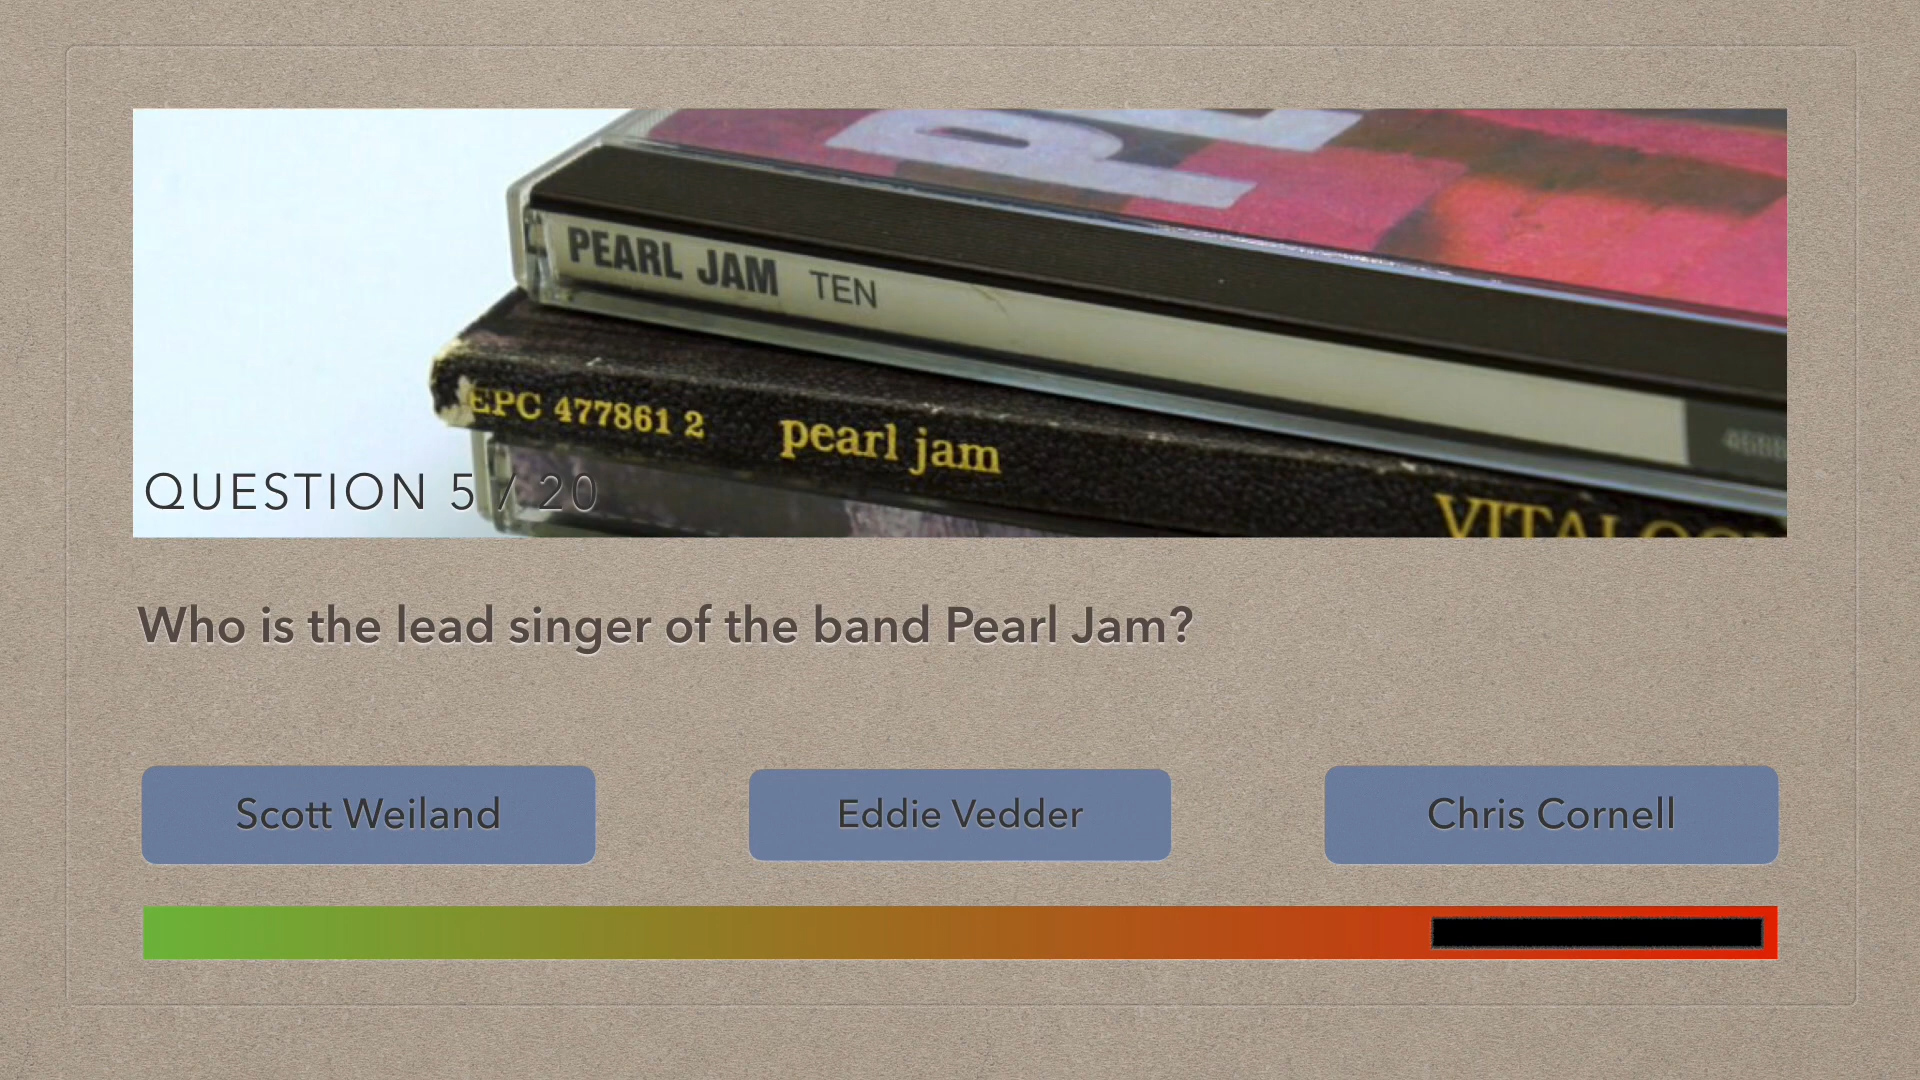 PEARL JAM TEN
EPC 477861 2 pearl jam
QUESTION 5 / 20
Who is the lead singer of the band Pearl Jam?
Scott Weiland
Eddie Vedder
Chris Cornell